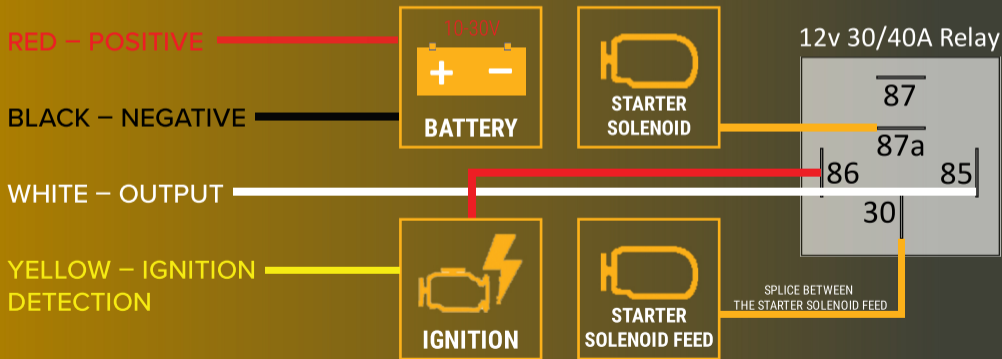 RED – POSITIVE
10-30V
+ –
BATTERY
BLACK – NEGATIVE
STARTER
SOLENOID
12v 30/40A Relay
87
87a
86
85
30
WHITE – OUTPUT
YELLOW – IGNITION
DETECTION
IGNITION
STARTER
SOLENOID FEED
SPLICE BETWEEN
THE STARTER SOLENOID FEED